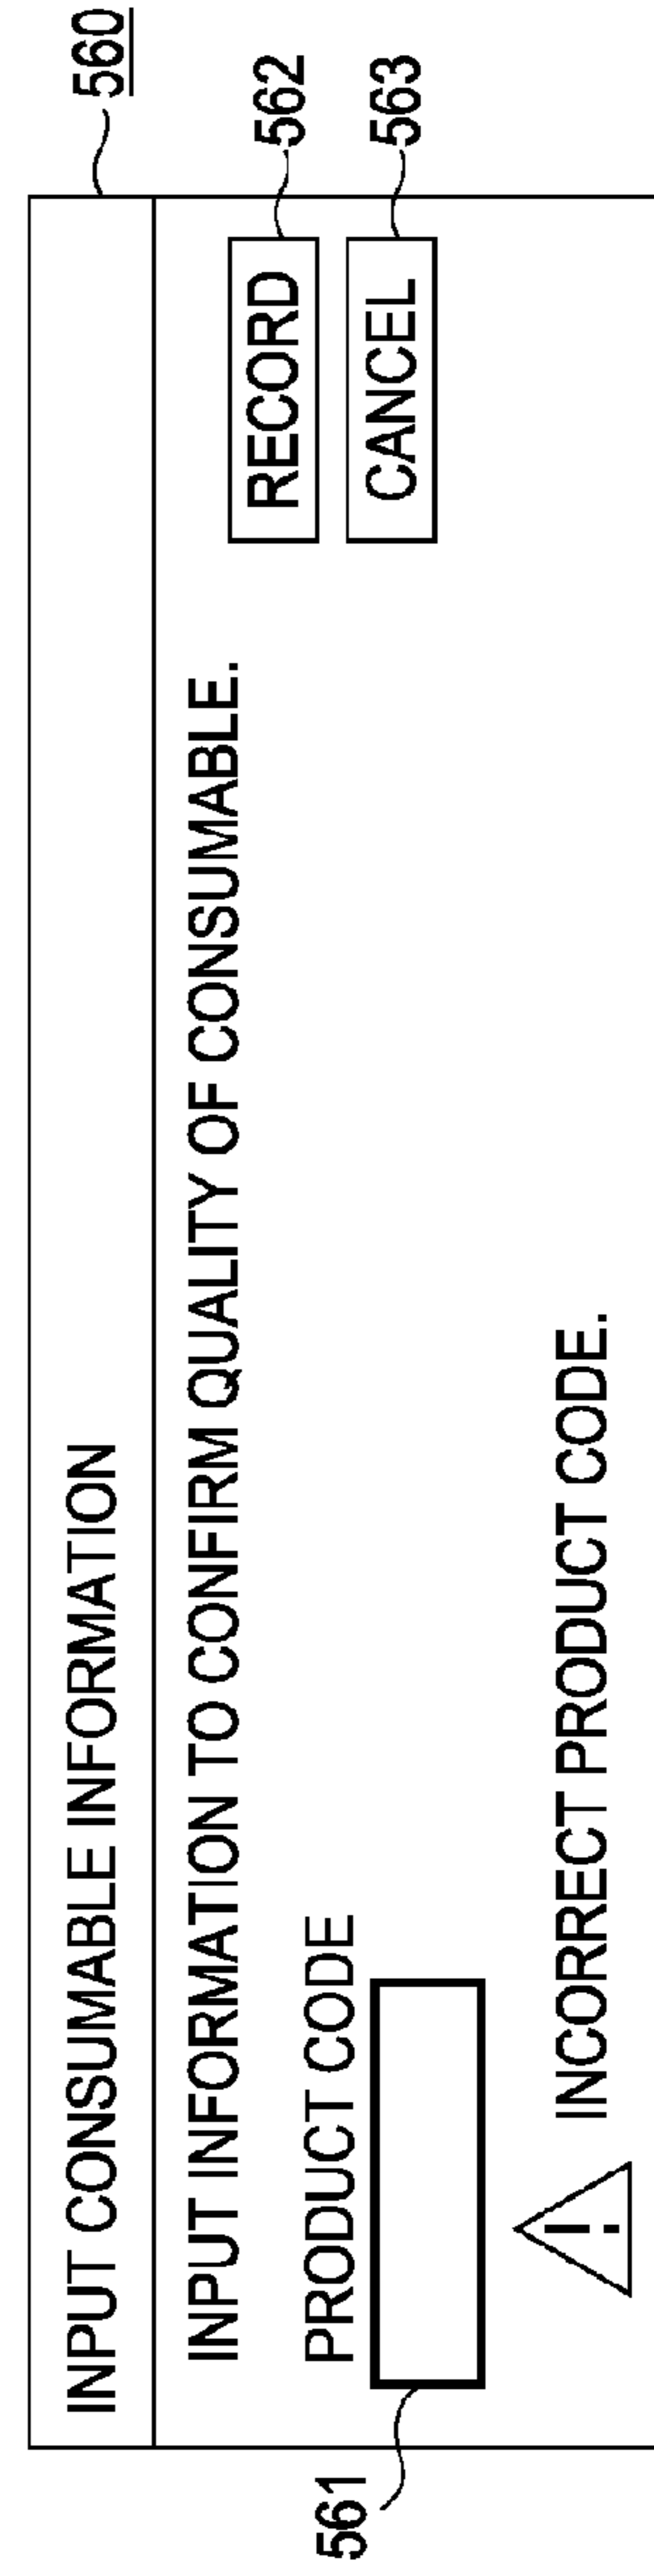 560
INPUT CONSUMABLE INFORMATION
INPUT INFORMATION TO CONFIRM QUALITY OF CONSUMABLE.
RECORD 562
PRODUCT CODE
CANCEL 563
561
INCORRECT PRODUCT CODE.